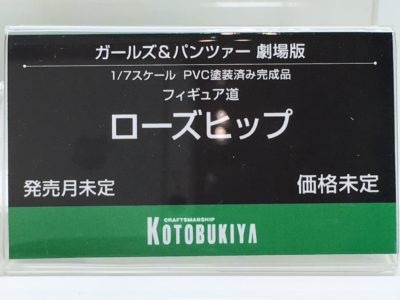 ガールズ&パンツァー 劇場版
1/7スケール PVC塗装済み完成品
フィギュア道
ローズヒップ
発売月未定 価格未定
CRAFTSMANSHIP
KOTOBUKIYA